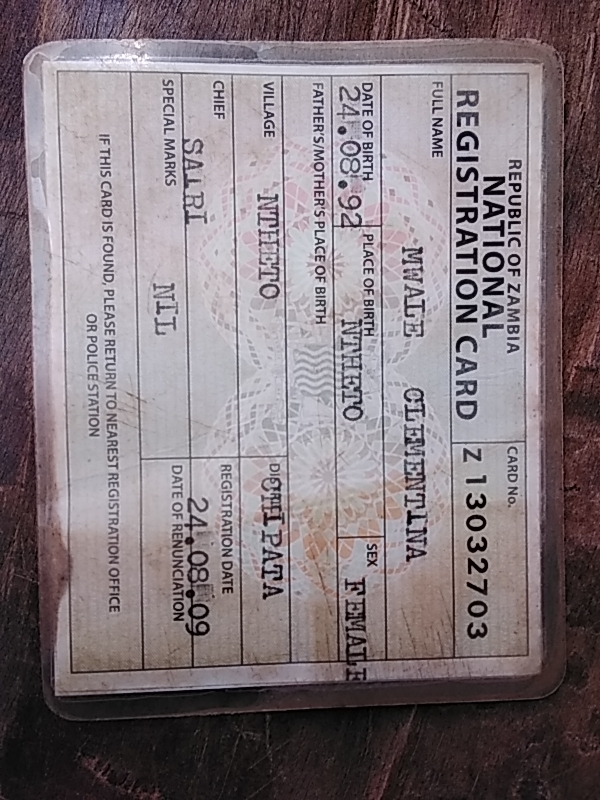 REPUBLIC OF ZAMBIA
NATIONAL
REGISTRATION CARD
CARD No.
Z 13032703
FULL NAME
MWALE CLEMENTINA
DATE OF BIRTH
24.08.92
PLACE OF BIRTH
NTHETO
SEX
FEMALE
FATHER'S/MOTHER'S PLACE OF BIRTH
VILLAGE
NTHETO
CHIPATA
CHIEF
SAIRI
REGISTRATION DATE
24.08.09
SPECIAL MARKS
NIL
DATE OF RENUNCIATION
IF THIS CARD IS FOUND, PLEASE RETURN TO NEAREST REGISTRATION OFFICE
OR POLICE STATION